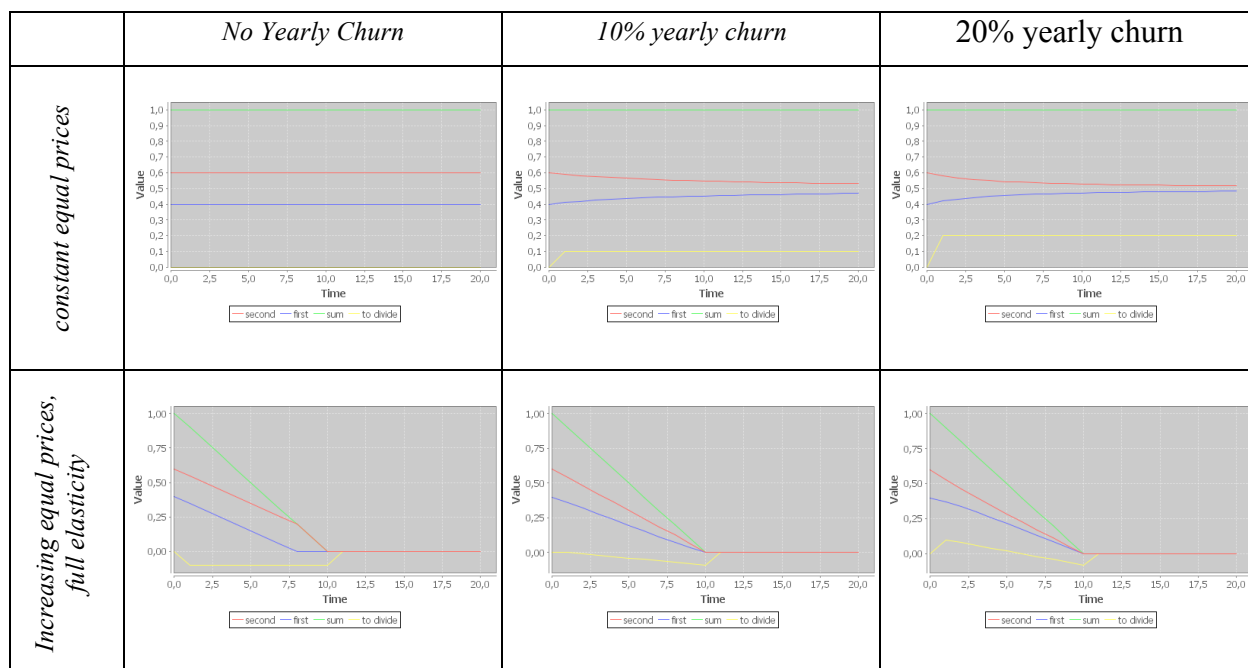 No Yearly Churn
10% yearly churn
20% yearly churn
constant equal prices
1,0
0,9
0,8
0,7
0,6
0,5
0,4
0,3
0,2
0,1
0,0
Value
0,0 2,5 5,0 7,5 10,0 12,5 15,0 17,5 20,0
Time
second first sum to divide
1,0
0,9
0,8
0,7
0,6
0,5
0,4
0,3
0,2
0,1
0,0
Value
0,0 2,5 5,0 7,5 10,0 12,5 15,0 17,5 20,0
Time
second first sum to divide
1,0
0,9
0,8
0,7
0,6
0,5
0,4
0,3
0,2
0,1
0,0
Value
0,0 2,5 5,0 7,5 10,0 12,5 15,0 17,5 20,0
Time
second first sum to divide
Increasing equal prices,
full elasticity
1,00
0,75
0,50
0,25
0,00
Value
0,0 2,5 5,0 7,5 10,0 12,5 15,0 17,5 20,0
Time
second first sum to divide
1,00
0,75
0,50
0,25
0,00
Value
0,0 2,5 5,0 7,5 10,0 12,5 15,0 17,5 20,0
Time
second first sum to divide
1,00
0,75
0,50
0,25
0,00
Value
0,0 2,5 5,0 7,5 10,0 12,5 15,0 17,5 20,0
Time
second first sum to divide